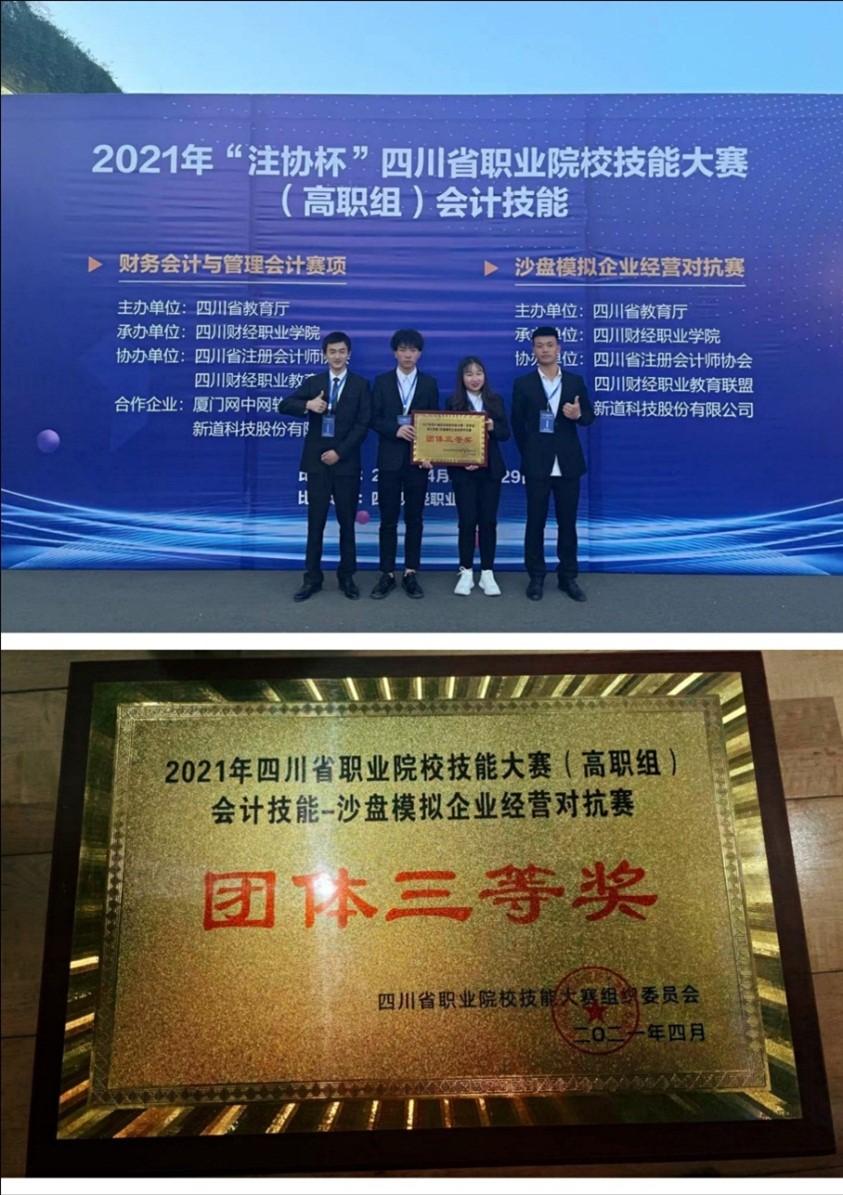 2021年“注协杯”四川省职业院校技能大赛
（高职组）会计技能
财务会计与管理会计赛项
主办单位：四川省教育厅
承办单位：四川财经职业学院
协办单位：四川省注册会计师协
四川财经职业教
合作企业：厦门网中网
新道科技股份有
沙盘模拟企业经营对抗赛
主办单位：四川省教育厅
承 单位：四川财经职业学院
协 单位：四川省注册会计师协会
四川财经职业教育联盟
新道科技股份有限公司
团体三等奖
2021年四川省职业院校技能大赛（高职组）
会计技能-沙盘模拟企业经营对抗赛
团体三等奖
四川省职业院校技能大赛组织委员会
二〇二一年四月